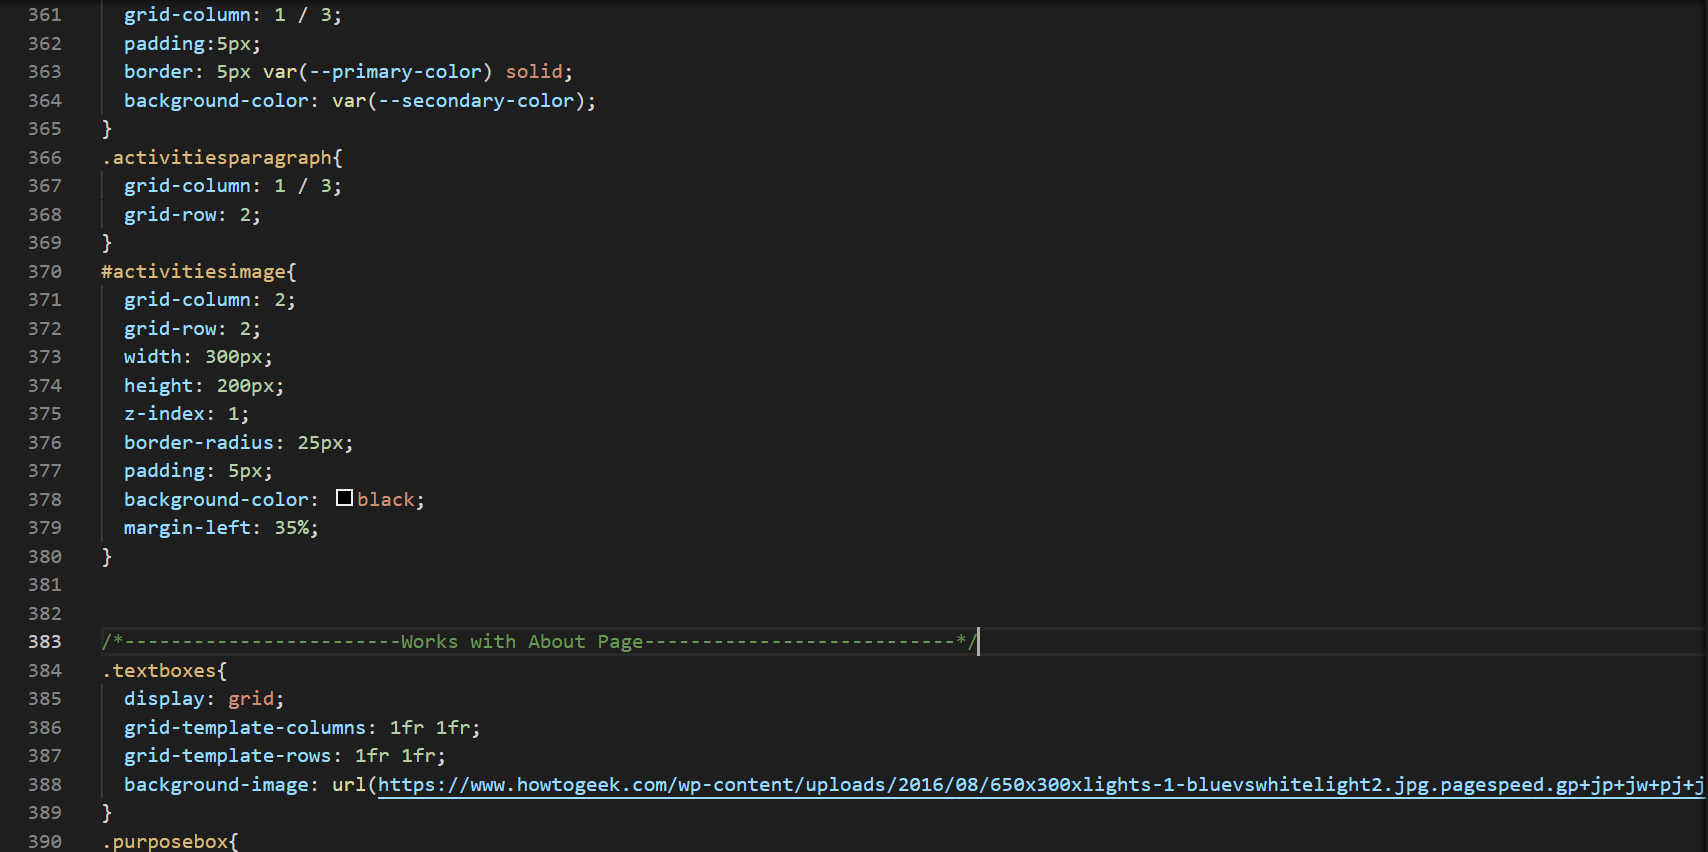 361 grid-column: 1 / 3;
362 padding:5px;
363 border: 5px var(--primary-color) solid;
364 background-color: var(--secondary-color);
365 }
366 .activitiesparagraph{
367 grid-column: 1 / 3;
368 grid-row: 2;
369 }
370 #activitiesimage{
371 grid-column: 2;
372 grid-row: 2;
373 width: 300px;
374 height: 200px;
375 z-index: 1;
376 border-radius: 25px;
377 padding: 5px;
378 background-color: black;
379 margin-left: 35%;
380 }
381
382
383 /*------------------------Works with About Page---------------------------*/
384 .textboxes{
385 display: grid;
386 grid-template-columns: 1fr 1fr;
387 grid-template-rows: 1fr 1fr;
388 background-image: url(https://www.howtogeek.com/wp-content/uploads/2016/08/650x300xlights-1-bluevswhitelight2.jpg.pagespeed.gp+jp+jw+pj+j
389 }
390 .purposebox{